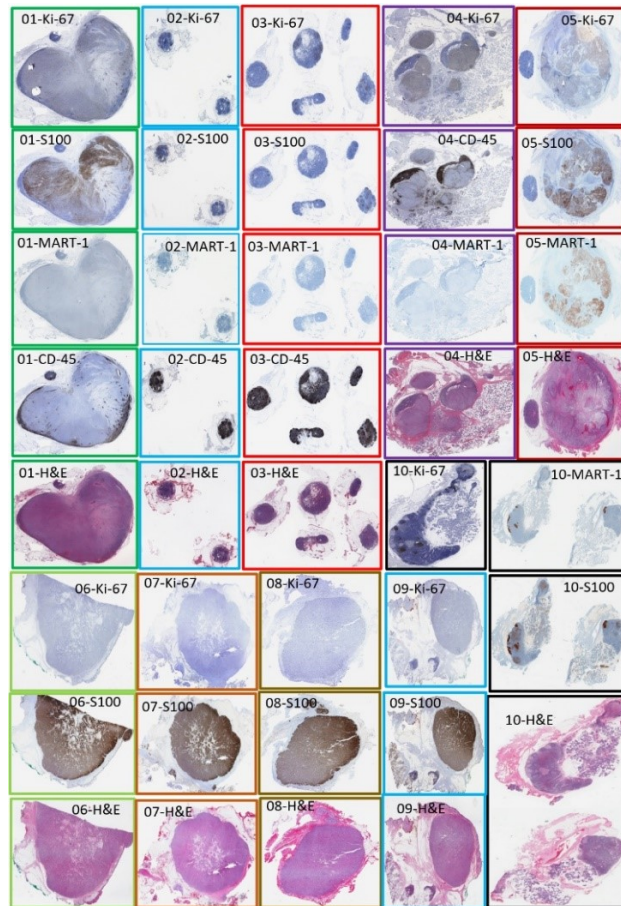 01-Ki-67 02-Ki-67 03-Ki-67 04-Ki-67 05-Ki-67
01-S100 02-S100 03-S100 04-CD-45 05-S100
01-MART-1 02-MART-1 03-MART-1 04-MART-1 05-MART-1
01-CD-45 02-CD-45 03-CD-45 04-H&E 05-H&E
01-H&E 02-H&E 03-H&E 10-Ki-67 10-MART-1
06-Ki-67 07-Ki-67 08-Ki-67 09-Ki-67 10-S100
06-S100 07-S100 08-S100 09-S100 10-H&E
06-H&E 07-H&E 08-H&E 09-H&E